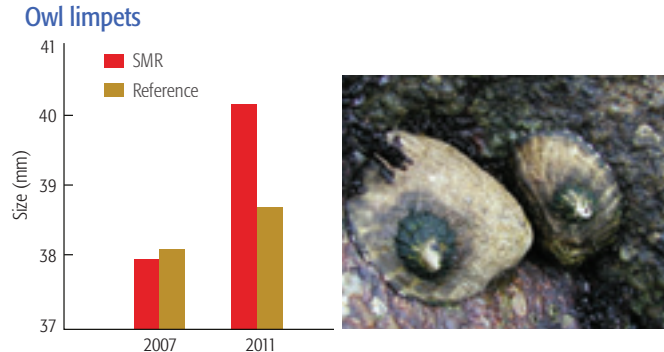 Owl limpets
41
40
39
38
37
Size (mm)
SMR
Reference
2007
2011